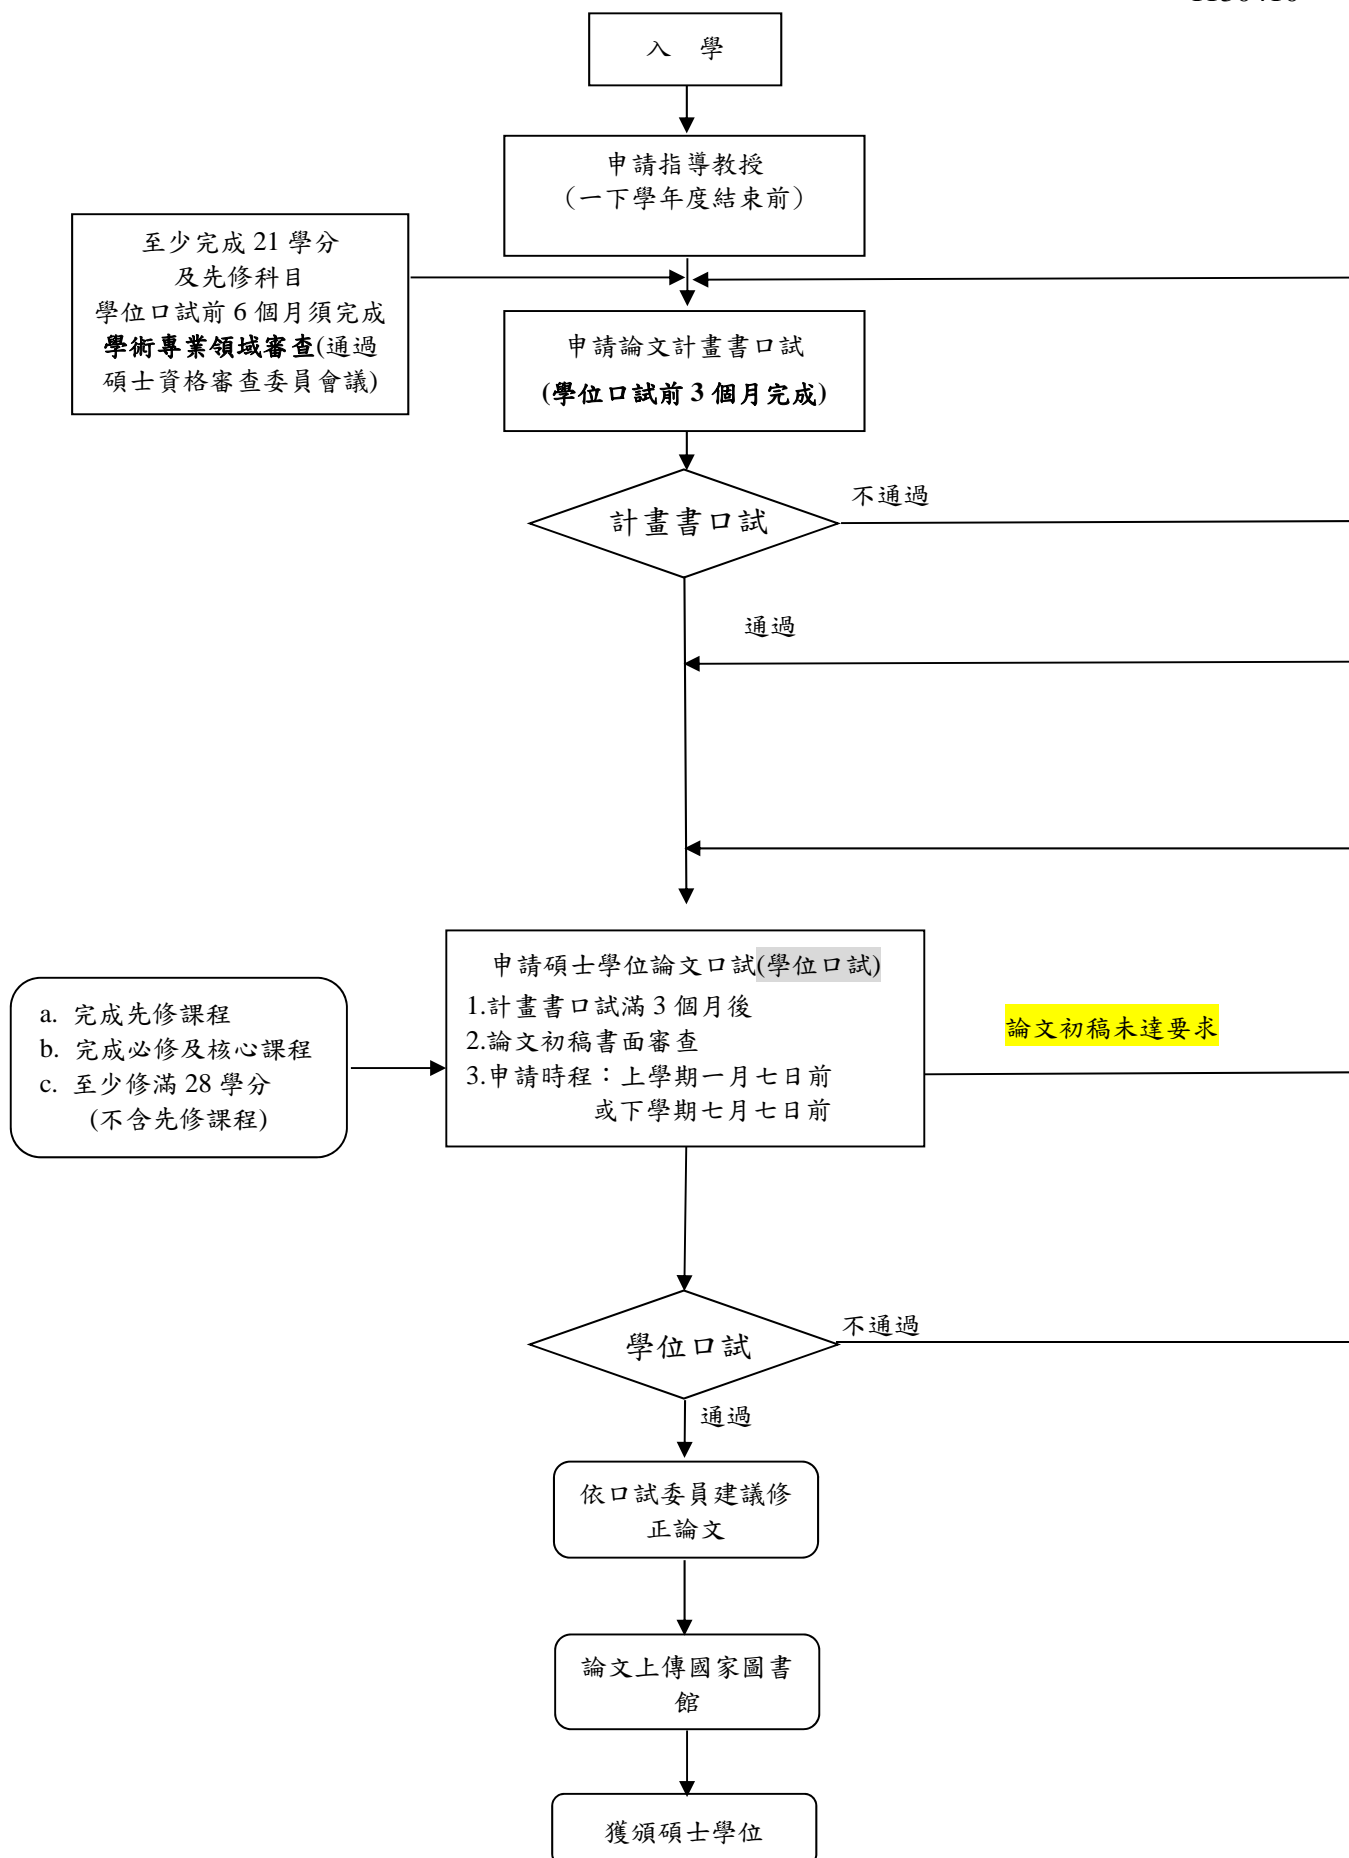 入 學
申請指導教授
（一下學年度結束前）
至少完成 21 學分
及先修科目
學位口試前 6 個月須完成
學術專業領域審查(通過
碩士資格審查委員會議)
申請論文計畫書口試
(學位口試前 3 個月完成)
計畫書口試
不通過
通過
申請碩士學位論文口試(學位口試)
1.計畫書口試滿 3 個月後
2.論文初稿書面審查
3.申請時程：上學期一月七日前
或下學期七月七日前
a. 完成先修課程
b. 完成必修及核心課程
c. 至少修滿 28 學分
(不含先修課程)
論文初稿未達要求
學位口試
不通過
通過
依口試委員建議修
正論文
論文上傳國家圖書
館
獲頒碩士學位